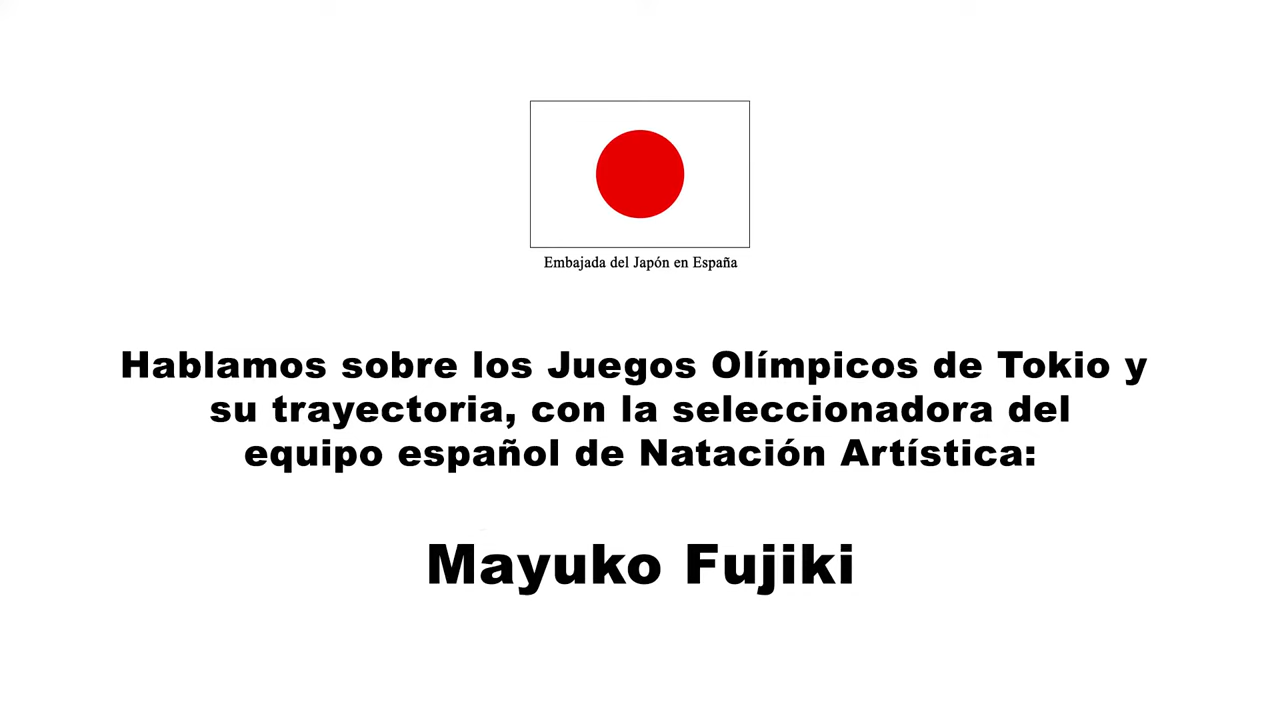 Embajada del Japón en España
Hablamos sobre los Juegos Olímpicos de Tokio y
su trayectoria, con la seleccionadora del
equipo español de Natación Artística:
Mayuko Fujiki